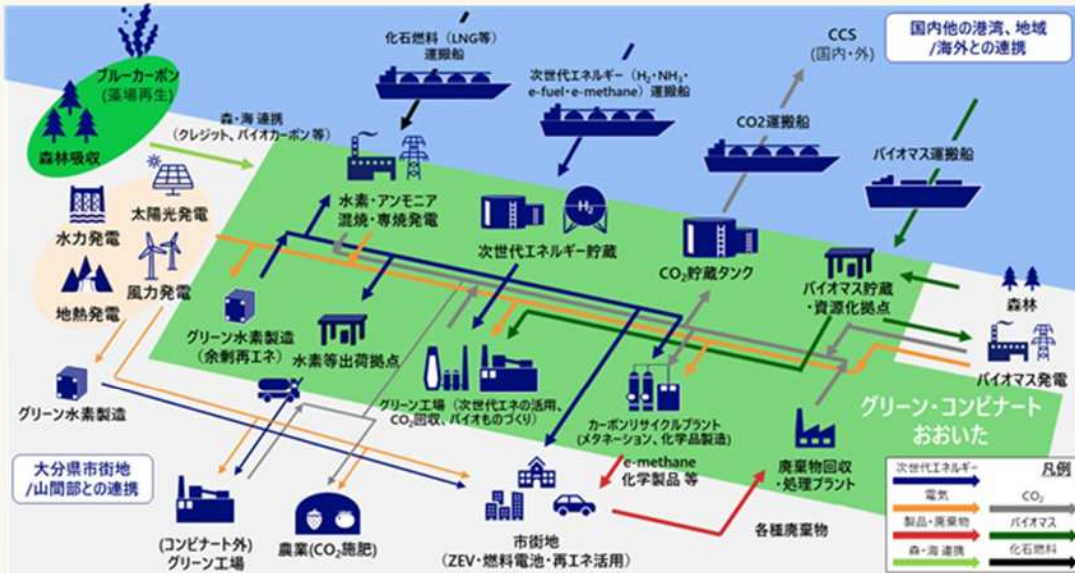 化石燃料（LNG等）
運搬船
次世代エネルギー（H₂・NH₃・
e-fuel・e-methane）運搬船
CCS
(国内・外)
国内他の港湾、地域
/海外との連携
ブルーカーボン
(藻場再生)
森林吸収
森・海 連携
（クレジット、バイオカーボン 等）
CO2運搬船
バイオマス運搬船
水力発電
太陽光発電
地熱発電
風力発電
水素・アンモニア
混焼・専焼発電
H₂
次世代エネルギー貯蔵
CO₂貯蔵タンク
バイオマス貯蔵
・資源化拠点
森林
バイオマス発電
グリーン水素製造
(余剰再エネ)
水素等出荷拠点
グリーン水素製造
グリーン工場（次世代エネの活用、
CO₂回収、バイオものづくり）
カーボンリサイクルプラント
(メタネーション、化学品製造)
廃棄物回収
・処理プラント
グリーン・コンビナート
おおいた
大分県市街地
/山間部との連携
(コンビナート外)
グリーン工場
農業(CO₂施肥)
e-methane
化学製品 等
市街地
(ZEV・燃料電池・再エネ活用)
各種廃棄物
凡例
次世代エネルギー
電気
CO₂
製品・廃棄物
バイオマス
森・海 連携
化石燃料